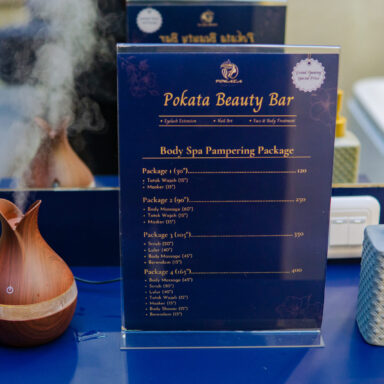 POKATA
Pokata Beauty Bar
• Eyelash Extension • Nail Art • Face & Body Treatment
Grand Opening
Special Price
Body Spa Pampering Package
Package 1 (30")......120
• Totok Wajah (15")
• Masker (15")
Package 2 (90")......250
• Body Massage (60")
• Totok Wajah (15")
• Masker (15")
Package 3 (105")......350
• Scrub (20")
• Lulur (40")
• Body Massage (45")
• Berendam (15")
Package 4 (165")......400
• Body Massage (45")
• Scrub (20")
• Lulur (40")
• Totok Wajah (15")
• Masker (15")
• Body Shower (15")
• Berendam (15")
Pokata Beauty Bar